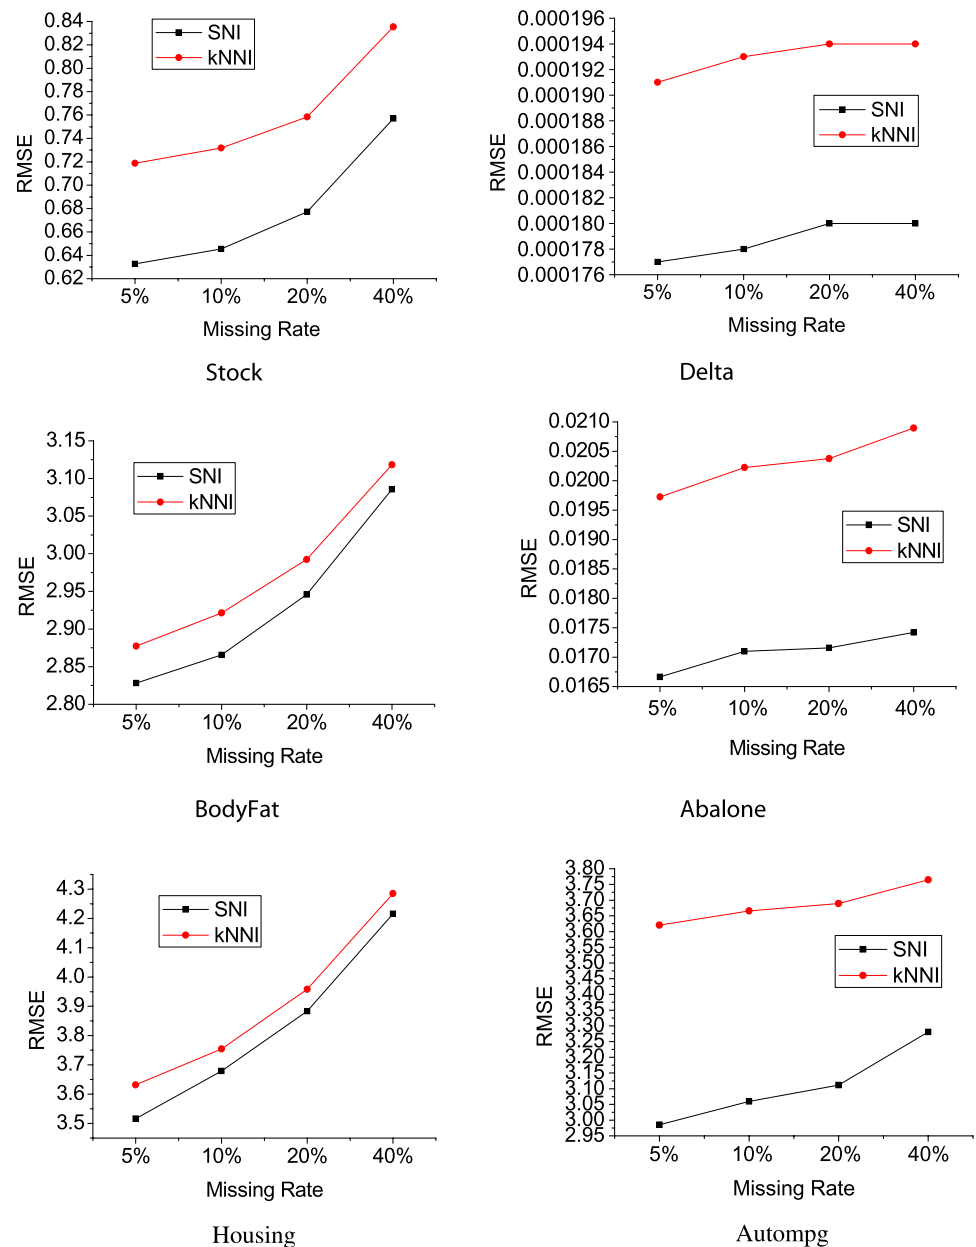 0.84
0.82
0.80
0.78
0.76
0.74
0.72
0.70
0.68
0.66
0.64
0.62
RMSE
SNI
kNNI
5% 10% 20% 40%
Missing Rate
Stock
0.000196
0.000194
0.000192
0.000190
0.000188
0.000186
0.000184
0.000182
0.000180
0.000178
0.000176
RMSE
SNI
kNNI
5% 10% 20% 40%
Missing Rate
Delta
3.15
3.10
3.05
3.00
2.95
2.90
2.85
2.80
RMSE
SNI
kNNI
5% 10% 20% 40%
Missing Rate
BodyFat
0.0210
0.0205
0.0200
0.0195
0.0190
0.0185
0.0180
0.0175
0.0170
0.0165
RMSE
SNI
kNNI
5% 10% 20% 40%
Missing Rate
Abalone
4.3
4.2
4.1
4.0
3.9
3.8
3.7
3.6
3.5
RMSE
SNI
kNNI
5% 10% 20% 40%
Missing Rate
Housing
3.80
3.75
3.70
3.65
3.60
3.55
3.50
3.45
3.40
3.35
3.30
3.25
3.20
3.15
3.10
3.05
3.00
2.95
RMSE
SNI
kNNI
5% 10% 20% 40%
Missing Rate
Autompg